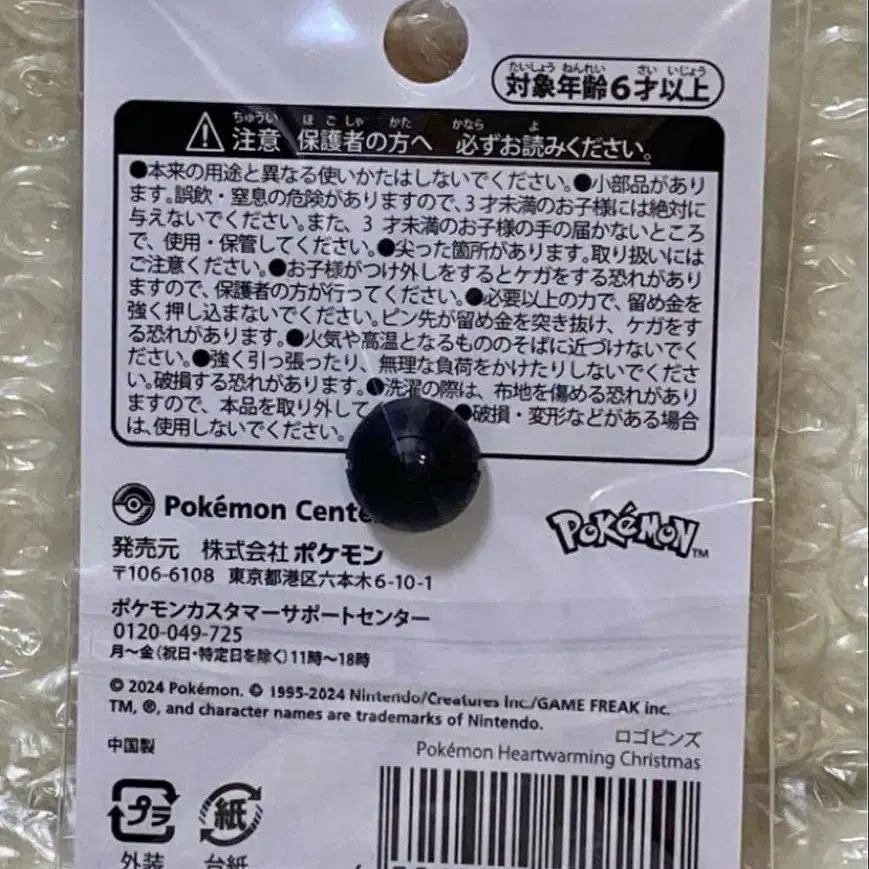 たいしょう ねんれい さい いじょう
対象年齢6才以上
ちゅうい ほごしゃ かた かなら よ
注意 保護者の方へ 必ずお読みください。
●本来の用途と異なる使いかたはしないでください。●小部品があり
ます。誤飲・窒息の危険がありますので、3才未満のお子様には絶対に
与えないでください。また、3才未満のお子様の手の届かないところ
で、使用・保管してください。●尖った箇所があります。取り扱いには
ご注意ください。●お子様がつけ外しをするとケガをする恐れがあり
ますので、保護者の方が行ってください。●必要以上の力で、留め金を
強く押し込まないでください。ピン先が留め金を突き抜け、ケガをす
る恐れがあります。●火気や高温となるもののそばに近づけないでく
ださい。●強く引っ張ったり、無理な負荷をかけたりしないでくださ
い。破損する恐れがあります。●洗濯の際は、布地を傷める恐れがあり
ますので、本品を取り外して ●破損・変形などがある場合
は、使用しないでください。
Pokémon Cente
POKéMON TM
発売元 株式会社 ポケモン
〒106-6108 東京都港区六本木6-10-1
ポケモンカスタマーサポートセンター
0120-049-725
月〜金(祝日・特定日を除く)11時〜18時
© 2024 Pokémon. © 1995-2024 Nintendo/Creatures Inc./GAME FREAK inc.
TM, ®, and character names are trademarks of Nintendo.
中国製
ロゴピンズ
Pokémon Heartwarming Christmas
プラ
紙
外装
台紙